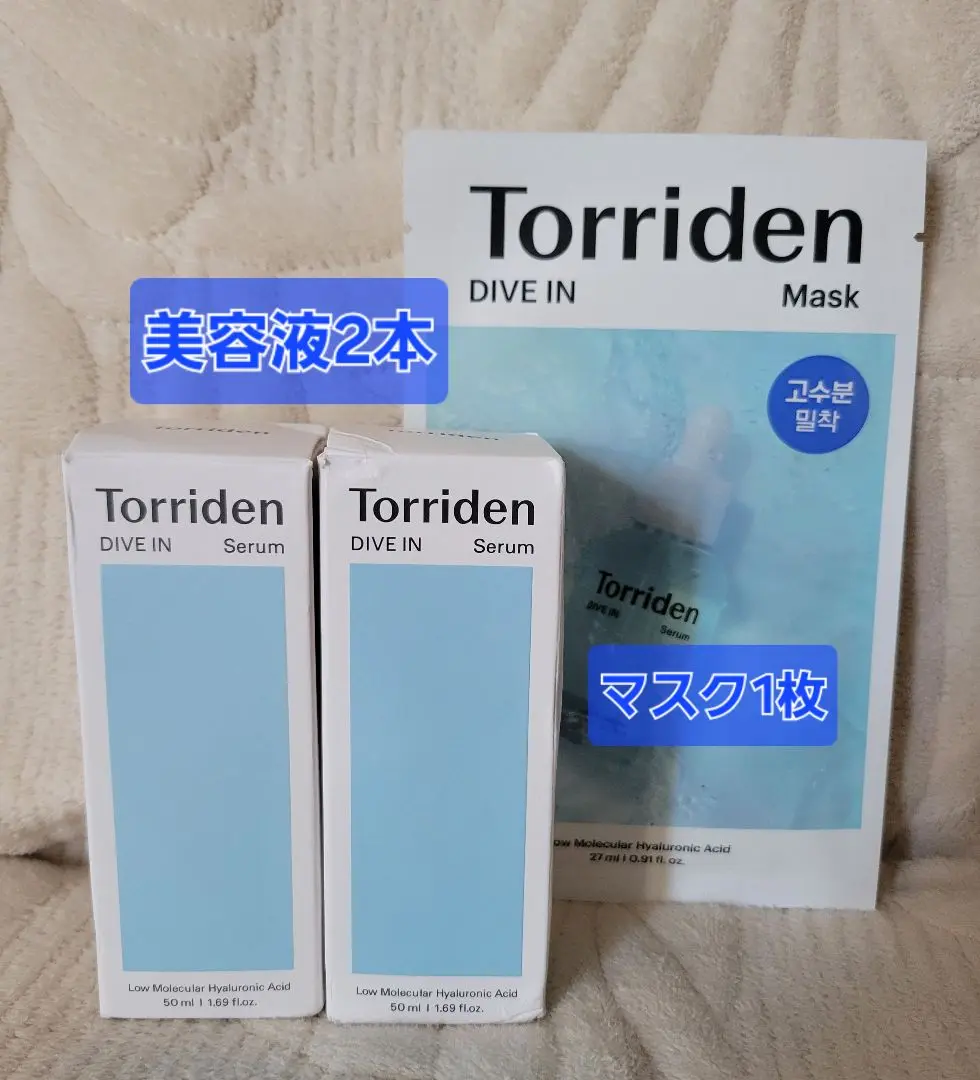 Torriden
DIVE IN Mask
고수분
밀착
美容液2本
Torriden
Torriden
Torriden
DIVE IN Serum
Torriden
DIVE IN Serum
Torriden
DIVE IN
Serum
マスク1枚
Low Molecular Hyaluronic Acid
27 ml | 0.91 fl. oz.
Low Molecular Hyaluronic Acid
50 ml | 1.69 fl.oz.
Low Molecular Hyaluronic Acid
50 ml | 1.69 fl.oz.